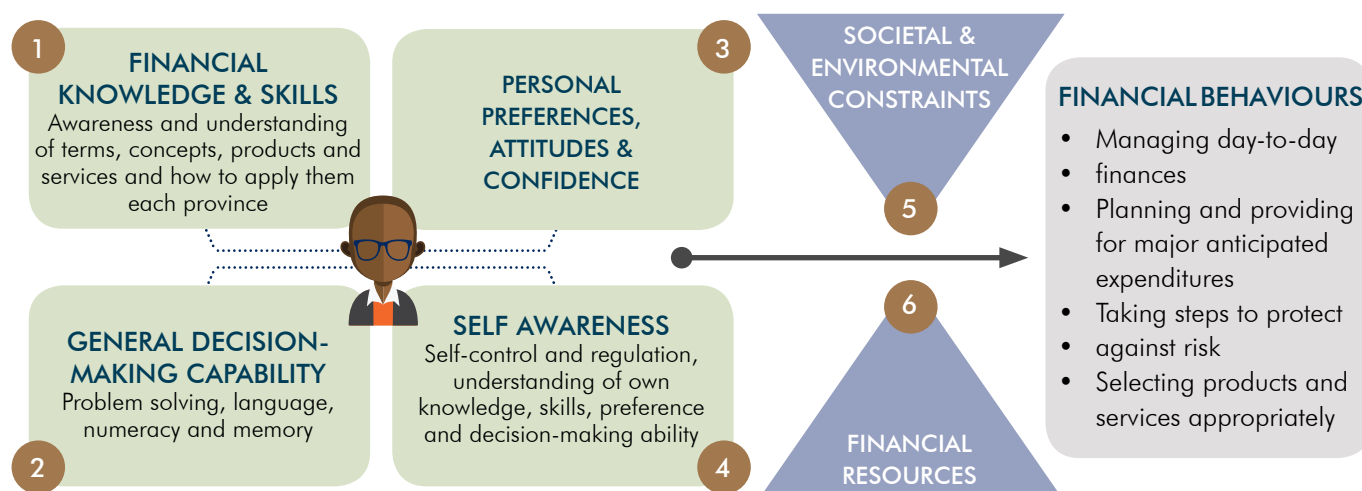 1
FINANCIAL
KNOWLEDGE & SKILLS
Awareness and understanding
of terms, concepts, products and
services and how to apply them
each province
2
GENERAL DECISION-
MAKING CAPABILITY
Problem solving, language,
numeracy and memory
3
PERSONAL
PREFERENCES,
ATTITUDES &
CONFIDENCE
4
SELF AWARENESS
Self-control and regulation,
understanding of own
knowledge, skills, preference
and decision-making ability
SOCIETAL &
ENVIRONMENTAL
CONSTRAINTS
5
6
FINANCIAL
RESOURCES
FINANCIAL BEHAVIOURS
• Managing day-to-day
• finances
• Planning and providing
for major anticipated
expenditures
• Taking steps to protect
• against risk
• Selecting products and
services appropriately